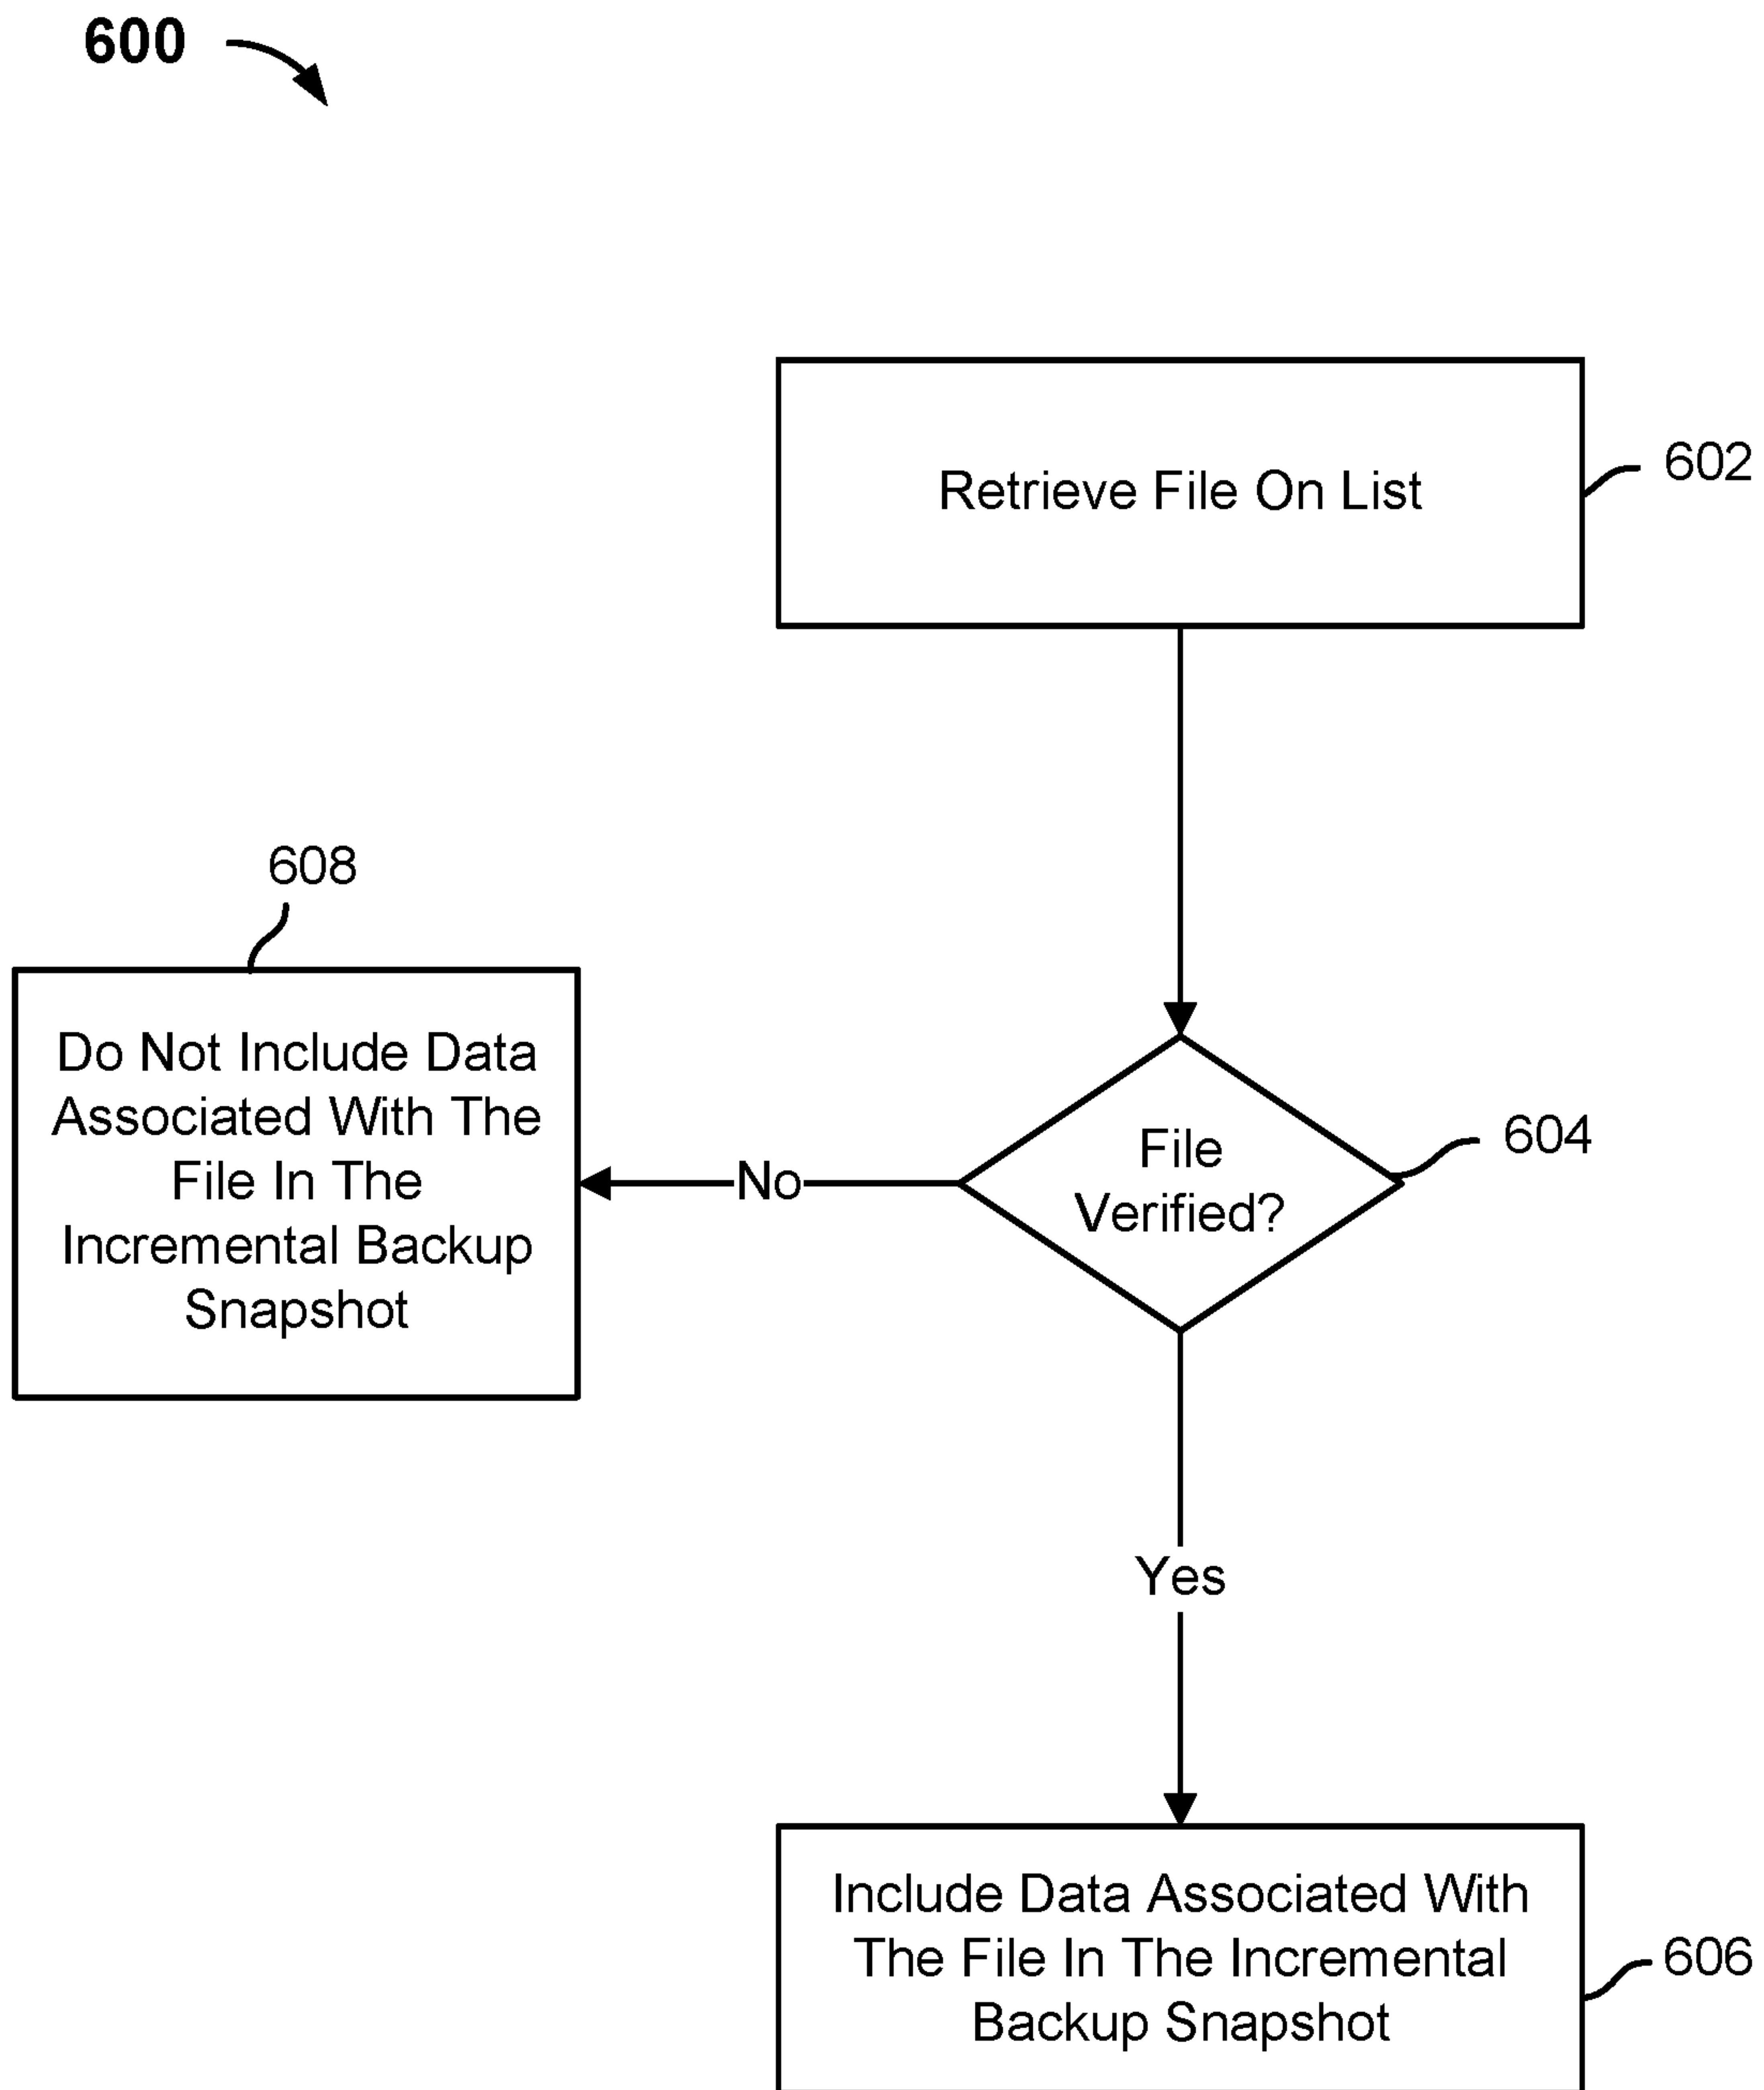 600
Retrieve File On List
602
608
Do Not Include Data
Associated With The
File In The
Incremental Backup
Snapshot
No
File
Verified?
604
Yes
Include Data Associated With
The File In The Incremental
Backup Snapshot
606